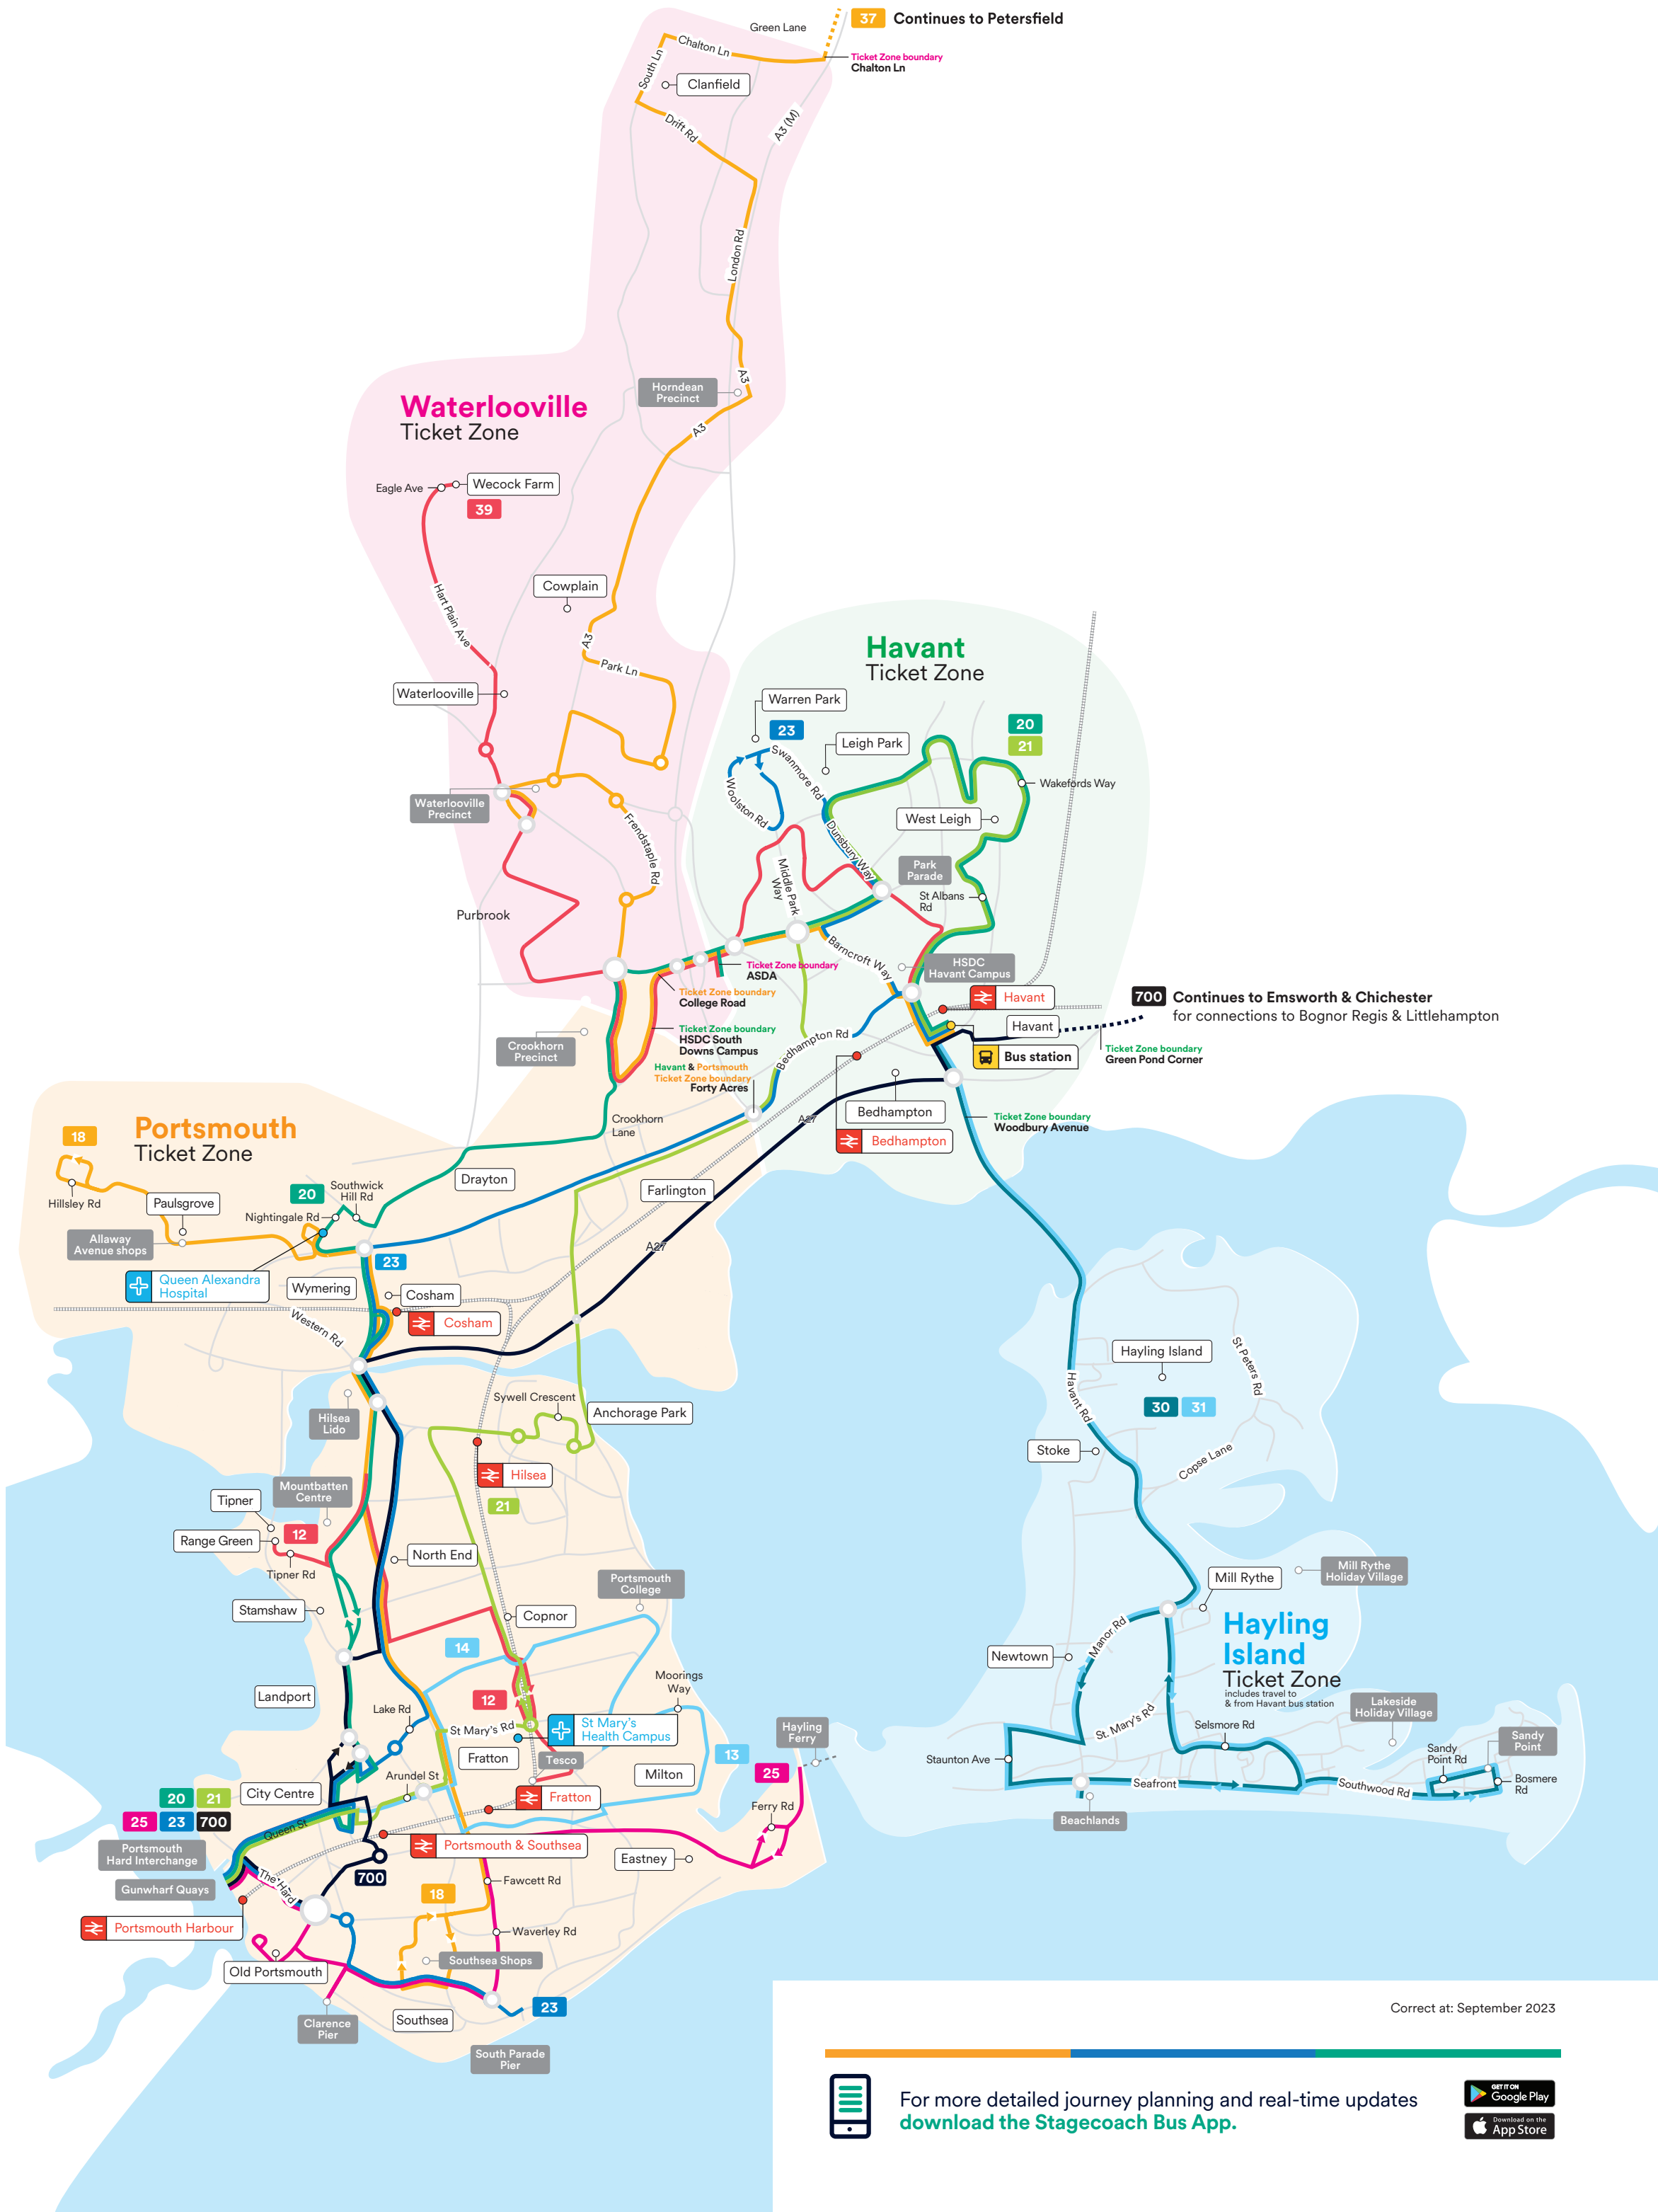 37 Continues to Petersfield
Green Lane
Chalton Ln
Ticket Zone boundary
Chalton Ln
South Ln
Clanfield
Drift Rd
A3 (M)
London Rd
Horndean
Precinct
A3
A3
Waterlooville
Ticket Zone
Eagle Ave
Wecock Farm
39
Cowplain
Hart Plain Ave
A3
Park Ln
Waterlooville
Waterlooville
Precinct
Frendstaple Rd
Purbrook
Havant
Ticket Zone
Warren Park
23
Leigh Park
20
21
Swanmore Rd
Woolston Rd
Wakefords Way
West Leigh
Dunsbury Way
Middle Park
Way
Park
Parade
St Albans
Rd
Barncroft Way
HSDC
Havant Campus
Ticket Zone boundary
ASDA
Ticket Zone boundary
College Road
Ticket Zone boundary
HSDC South
Downs Campus
Havant & Portsmouth
Ticket Zone boundary
Forty Acres
Havant
Havant
Bus station
700 Continues to Emsworth & Chichester
for connections to Bognor Regis & Littlehampton
Ticket Zone boundary
Green Pond Corner
Bedhampton Rd
Crookhorn
Precinct
Crookhorn
Lane
A27
Bedhampton
Bedhampton
Ticket Zone boundary
Woodbury Avenue
Portsmouth
Ticket Zone
18
Hillsley Rd
Paulsgrove
Allaway
Avenue shops
20
Southwick
Hill Rd
Nightingale Rd
Drayton
Farlington
A27
Queen Alexandra
Hospital
Wymering
23
Cosham
Cosham
Western Rd
Hilsea
Lido
Sywell Crescent
Anchorage Park
Hilsea
21
Mountbatten
Centre
Tipner
Range Green
12
Tipner Rd
North End
Stamshaw
Portsmouth
College
Copnor
14
Landport
12
Moorings
Way
Lake Rd
St Mary's Rd
St Mary's
Health Campus
Fratton
Tesco
Milton
13
Hayling
Ferry
25
Arundel St
City Centre
20 21
25 23 700
Fratton
Ferry Rd
Queen St
Portsmouth
Hard Interchange
Portsmouth & Southsea
Eastney
700
Gunwharf Quays
The Hard
18
Fawcett Rd
Portsmouth Harbour
Waverley Rd
Southsea Shops
Old Portsmouth
Clarence
Pier
Southsea
23
South Parade
Pier
Hayling Island
30 31
St Peters Rd
Havant Rd
Stoke
Copse Lane
Mill Rythe
Mill Rythe
Holiday Village
Hayling
Island
Ticket Zone
includes travel to
& from Havant bus station
Manor Rd
Newtown
St. Mary's Rd
Selsmore Rd
Lakeside
Holiday Village
Staunton Ave
Seafront
Southwood Rd
Sandy
Point Rd
Sandy
Point
Bosmere
Rd
Beachlands
Correct at: September 2023
For more detailed journey planning and real-time updates
download the Stagecoach Bus App.
GET IT ON
Google Play
Download on the
App Store